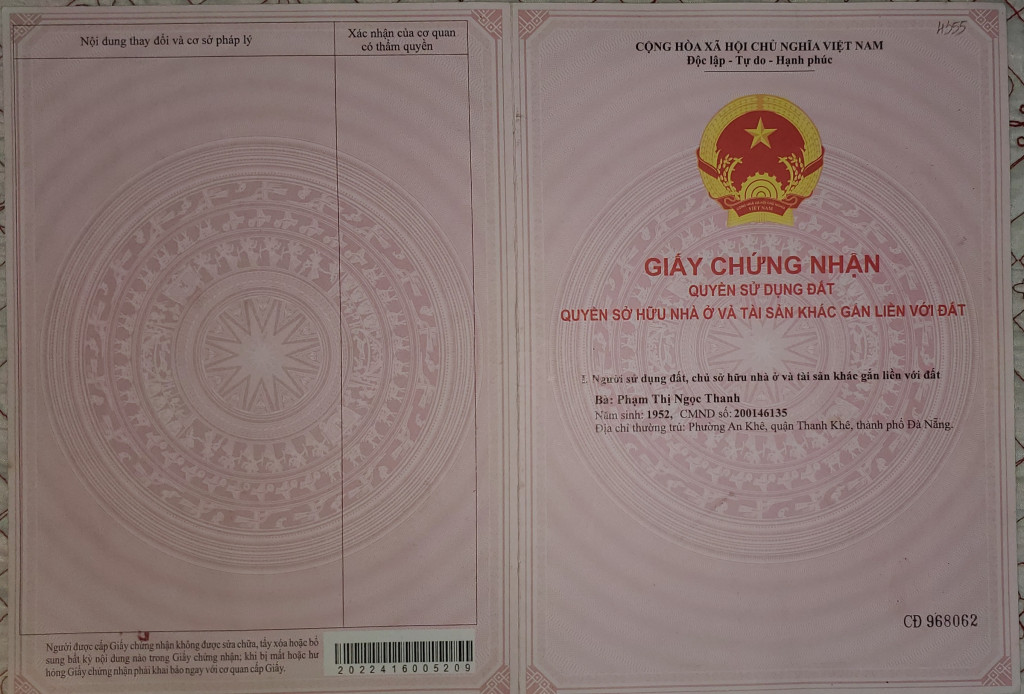 Nội dung thay đổi và cơ sở pháp lý
Xác nhận của cơ quan
có thẩm quyền
Người được cấp Giấy chứng nhận không được sửa chữa, tẩy xóa hoặc bổ
sung bất kỳ nội dung nào trong Giấy chứng nhận; khi bị mất hoặc hư
hỏng Giấy chứng nhận phải khai báo ngay với cơ quan cấp Giấy.
2022416005209
CỘNG HÒA XÃ HỘI CHỦ NGHĨA VIỆT NAM
Độc lập - Tự do - Hạnh phúc
VIỆT NAM
GIẤY CHỨNG NHẬN
QUYỀN SỬ DỤNG ĐẤT
QUYỀN SỞ HỮU NHÀ Ở VÀ TÀI SẢN KHÁC GẮN LIỀN VỚI ĐẤT
I. Người sử dụng đất, chủ sở hữu nhà ở và tài sản khác gắn liền với đất
Bà: Phạm Thị Ngọc Thanh
Năm sinh: 1952, CMND số: 200146135
Địa chỉ thường trú: Phường An Khê, quận Thanh Khê, thành phố Đà Nẵng.
CĐ 968062